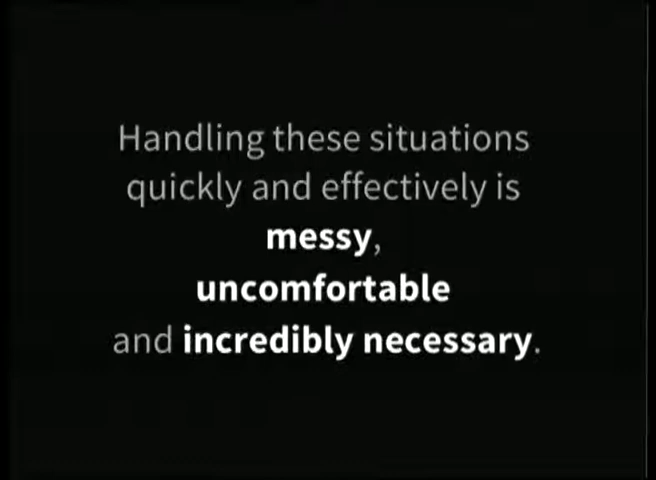 Handling these situations
quickly and effectively is
messy,
uncomfortable
and incredibly necessary.